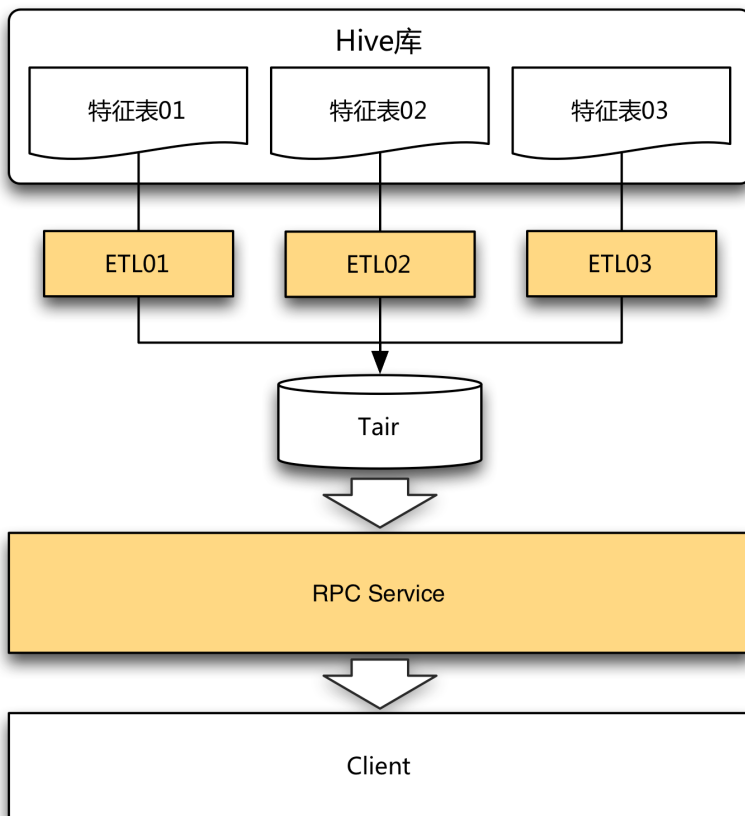 Hive库
特征表01
特征表02
特征表03
ETL01
ETL02
ETL03
Tair
RPC Service
Client